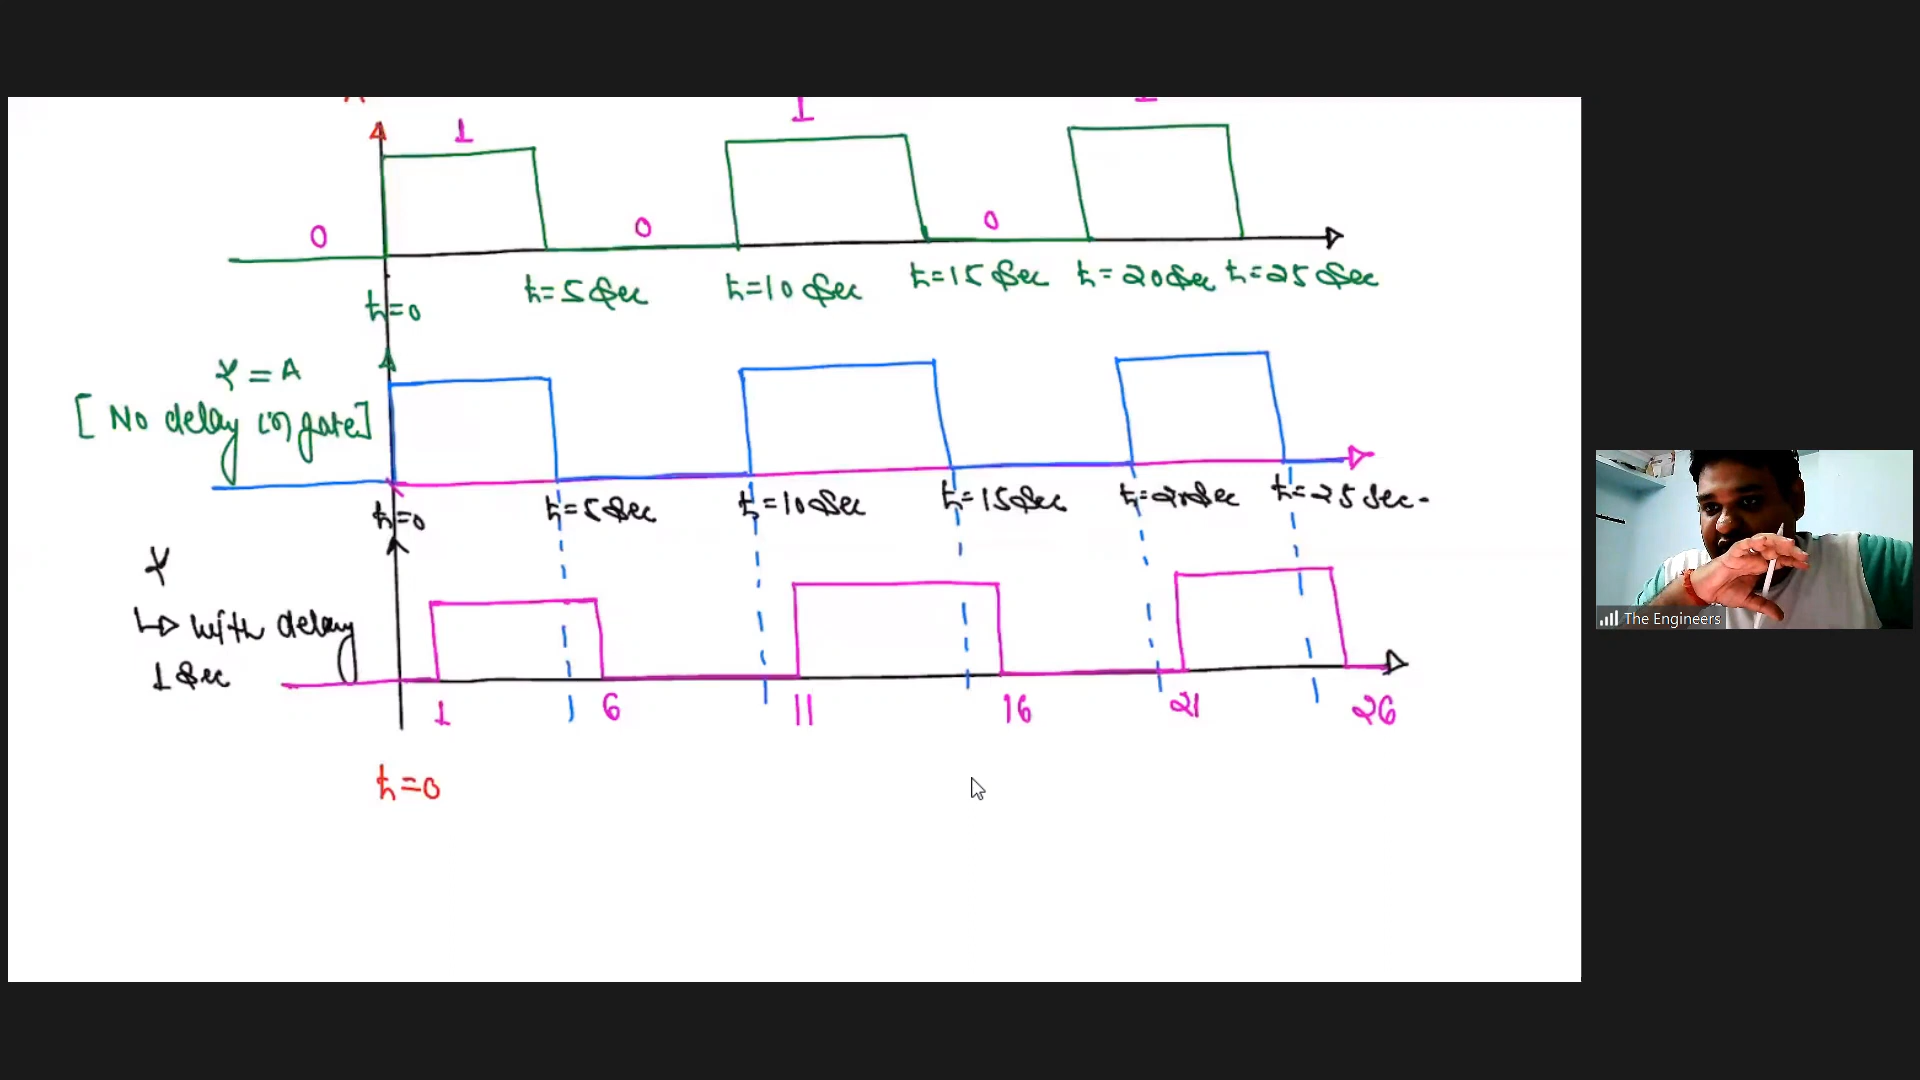 1 1 1
0 0 0
t=0 t=5 sec t=10 sec t=15 sec t=20 sec t=25 sec
Y = A
[ No delay in gate]
t=0 t=5 sec t=10 sec t=15 sec t=20 sec t=25 sec.
Y
↳ with delay
1 sec
1 6 11 16 21 26
t=0
The Engineers